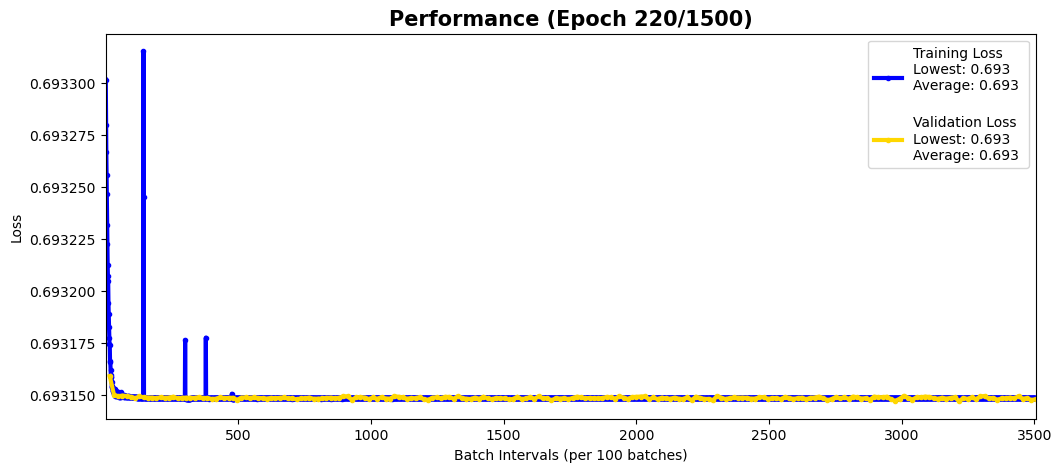 Performance (Epoch 220/1500)
Training Loss
Lowest: 0.693
Average: 0.693
Validation Loss
Lowest: 0.693
Average: 0.693
Loss
0.693300
0.693275
0.693250
0.693225
0.693200
0.693175
0.693150
500 1000 1500 2000 2500 3000 3500
Batch Intervals (per 100 batches)